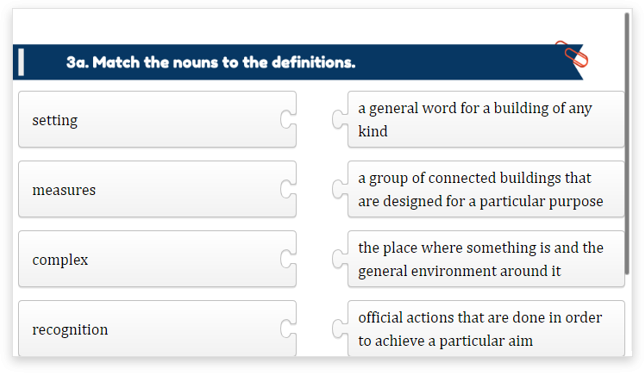 3a. Match the nouns to the definitions.
setting
a general word for a building of any
kind
measures
a group of connected buildings that
are designed for a particular purpose
complex
the place where something is and the
general environment around it
recognition
official actions that are done in order
to achieve a particular aim